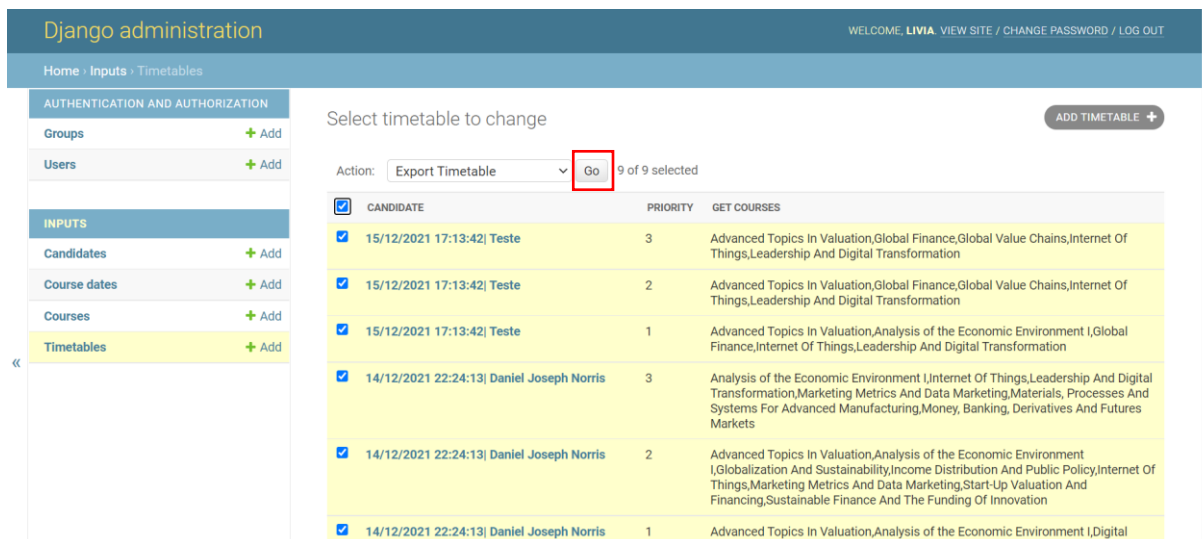 Django administration
WELCOME, LIVIA. VIEW SITE / CHANGE PASSWORD / LOG OUT
Home › Inputs › Timetables
AUTHENTICATION AND AUTHORIZATION
Groups + Add
Users + Add
INPUTS
Candidates + Add
Course dates + Add
Courses + Add
Timetables + Add
«
Select timetable to change
ADD TIMETABLE +
Action: Export Timetable Go 9 of 9 selected
CANDIDATE PRIORITY GET COURSES
15/12/2021 17:13:42| Teste 3 Advanced Topics In Valuation,Global Finance,Global Value Chains,Internet Of
Things,Leadership And Digital Transformation
15/12/2021 17:13:42| Teste 2 Advanced Topics In Valuation,Global Finance,Global Value Chains,Internet Of
Things,Leadership And Digital Transformation
15/12/2021 17:13:42| Teste 1 Advanced Topics In Valuation,Analysis of the Economic Environment I,Global
Finance,Internet Of Things,Leadership And Digital Transformation
14/12/2021 22:24:13| Daniel Joseph Norris 3 Analysis of the Economic Environment I,Internet Of Things,Leadership And Digital
Transformation,Marketing Metrics And Data Marketing,Materials, Processes And
Systems For Advanced Manufacturing,Money, Banking, Derivatives And Futures
Markets
14/12/2021 22:24:13| Daniel Joseph Norris 2 Advanced Topics In Valuation,Analysis of the Economic Environment
I,Globalization And Sustainability,Income Distribution And Public Policy,Internet Of
Things,Marketing Metrics And Data Marketing,Start-Up Valuation And
Financing,Sustainable Finance And The Funding Of Innovation
14/12/2021 22:24:13| Daniel Joseph Norris 1 Advanced Topics In Valuation,Analysis of the Economic Environment I,Digital